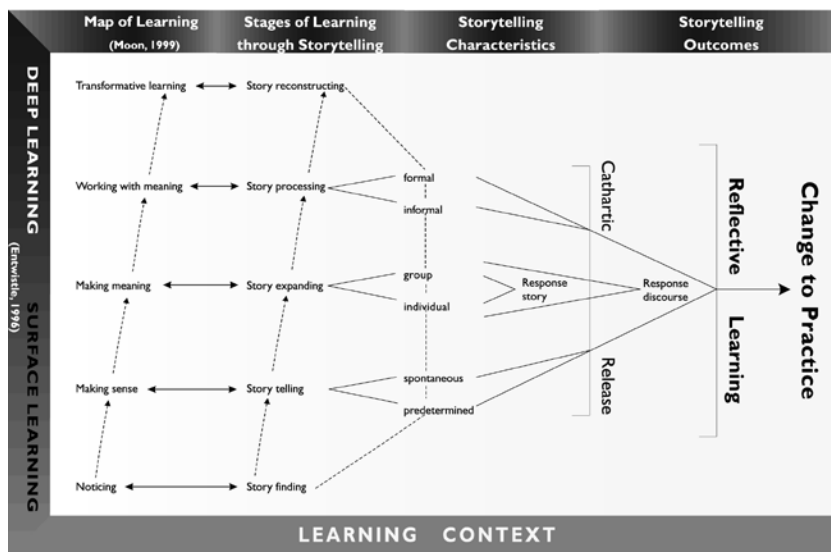 Map of Learning
(Moon, 1999)
Stages of Learning
through Storytelling
Storytelling
Characteristics
Storytelling
Outcomes
DEEP LEARNING
(Entwistle, 1996)
SURFACE LEARNING
Transformative learning
Story reconstructing
Working with meaning
Story processing
formal
informal
Making meaning
Story expanding
group
individual
Response
story
Response
discourse
Making sense
Story telling
spontaneous
predetermined
Noticing
Story finding
Cathartic
Release
Reflective
Learning
Change to Practice
LEARNING CONTEXT